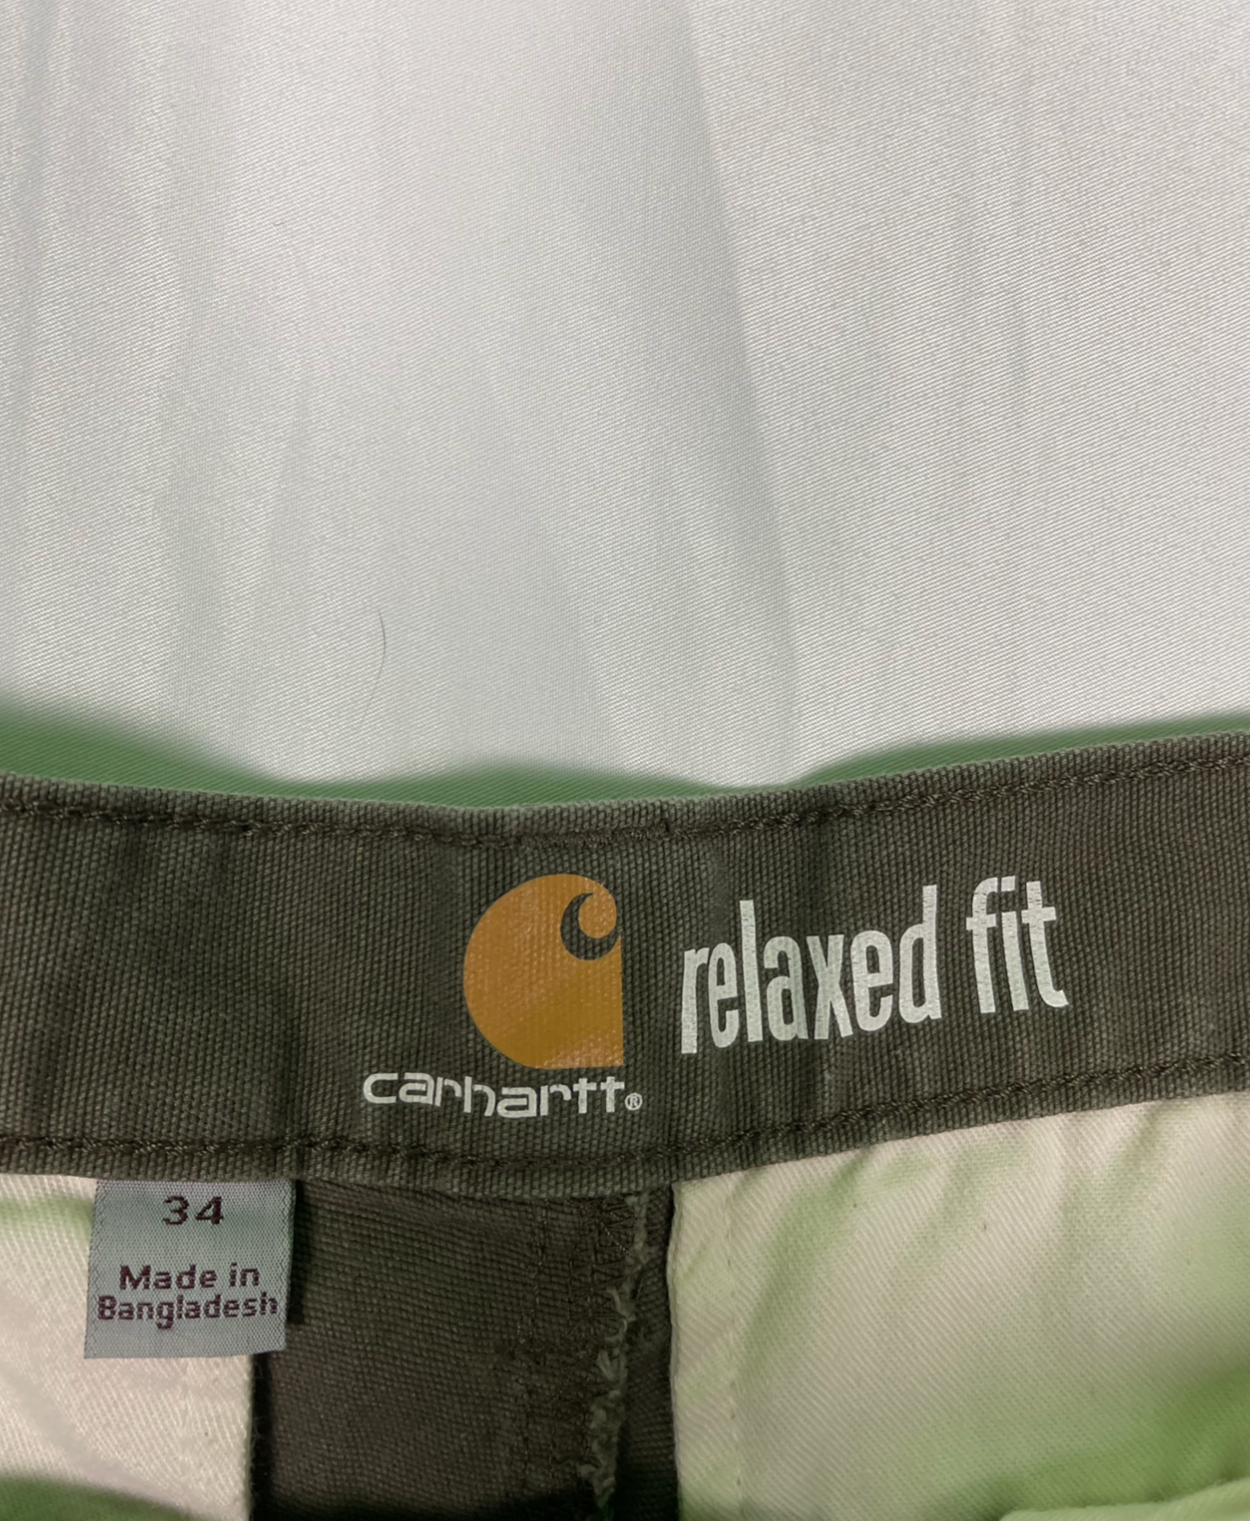 relaxed fit
carhartt®
34
Made in
Bangladesh